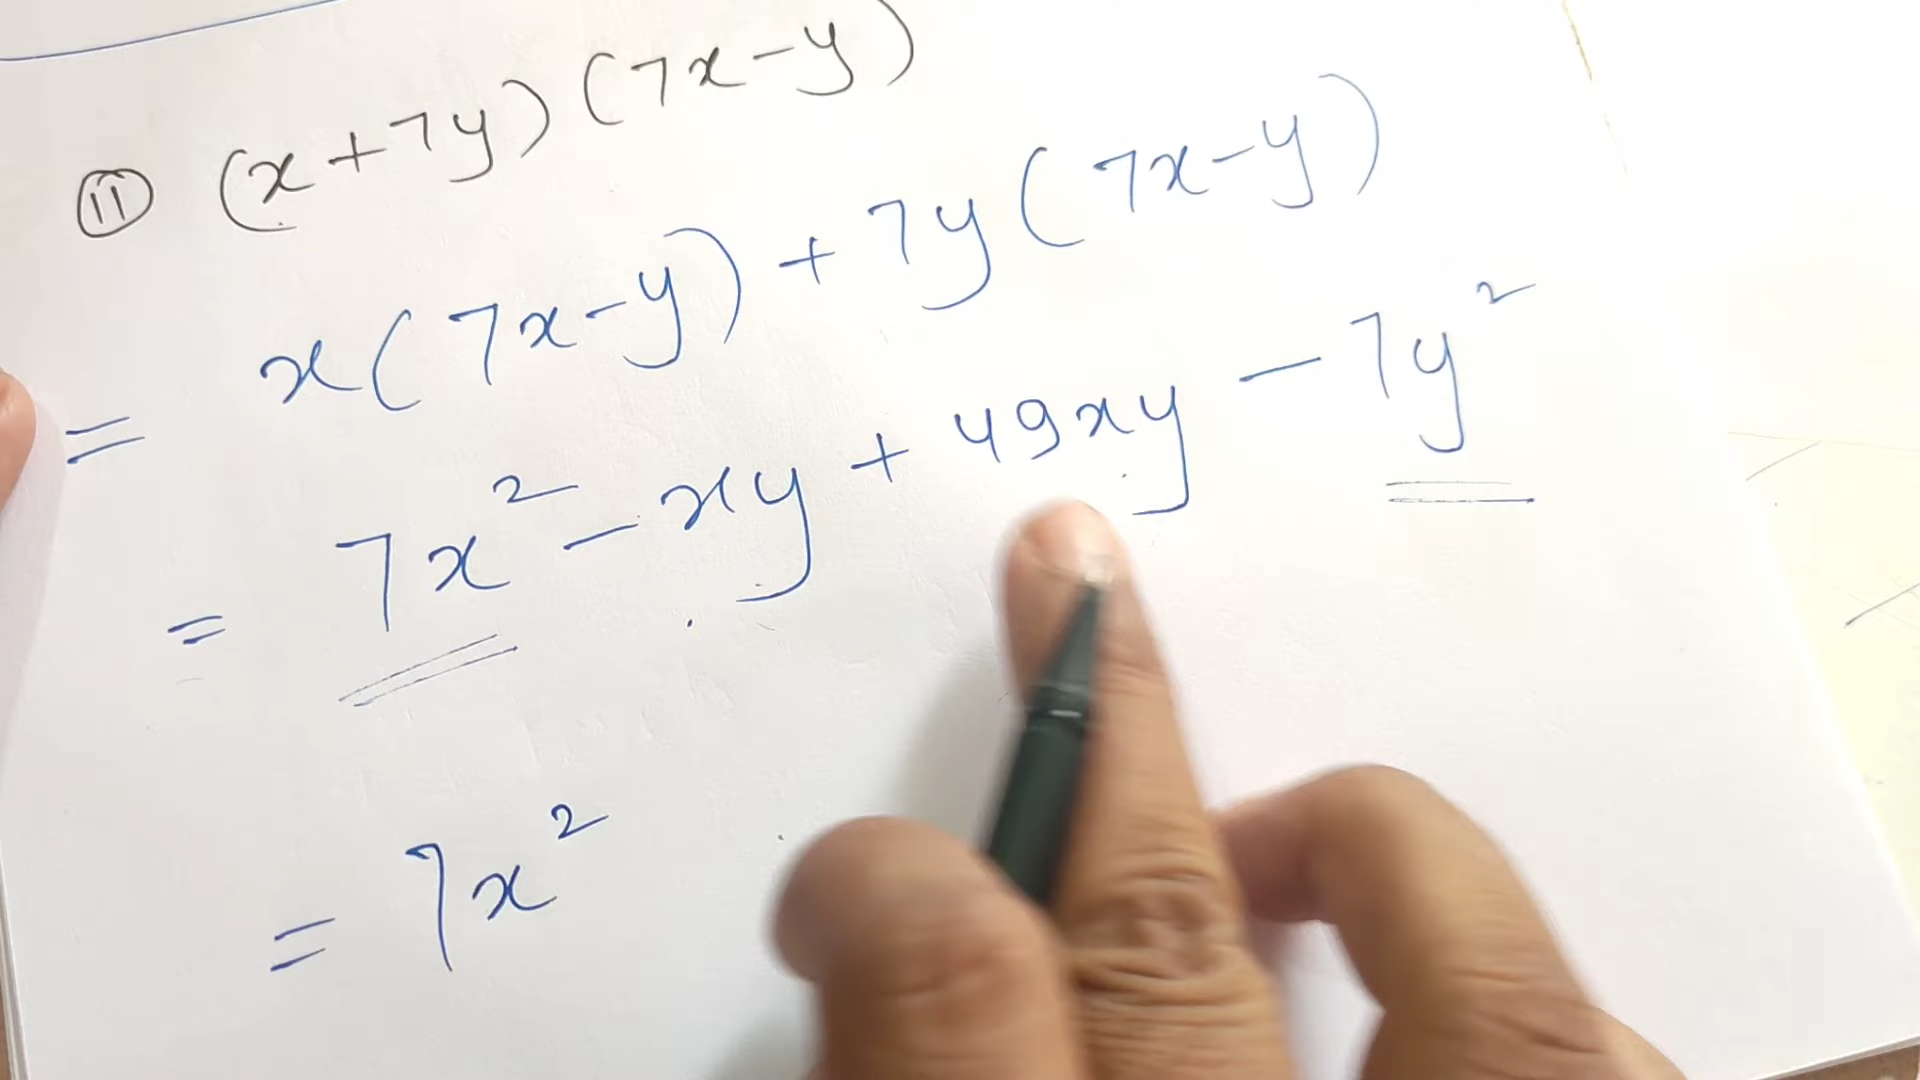 (ii) (x+7y)(7x-y)
= x(7x-y) + 7y(7x-y)
= 7x² - xy + 49xy - 7y²
= 7x²